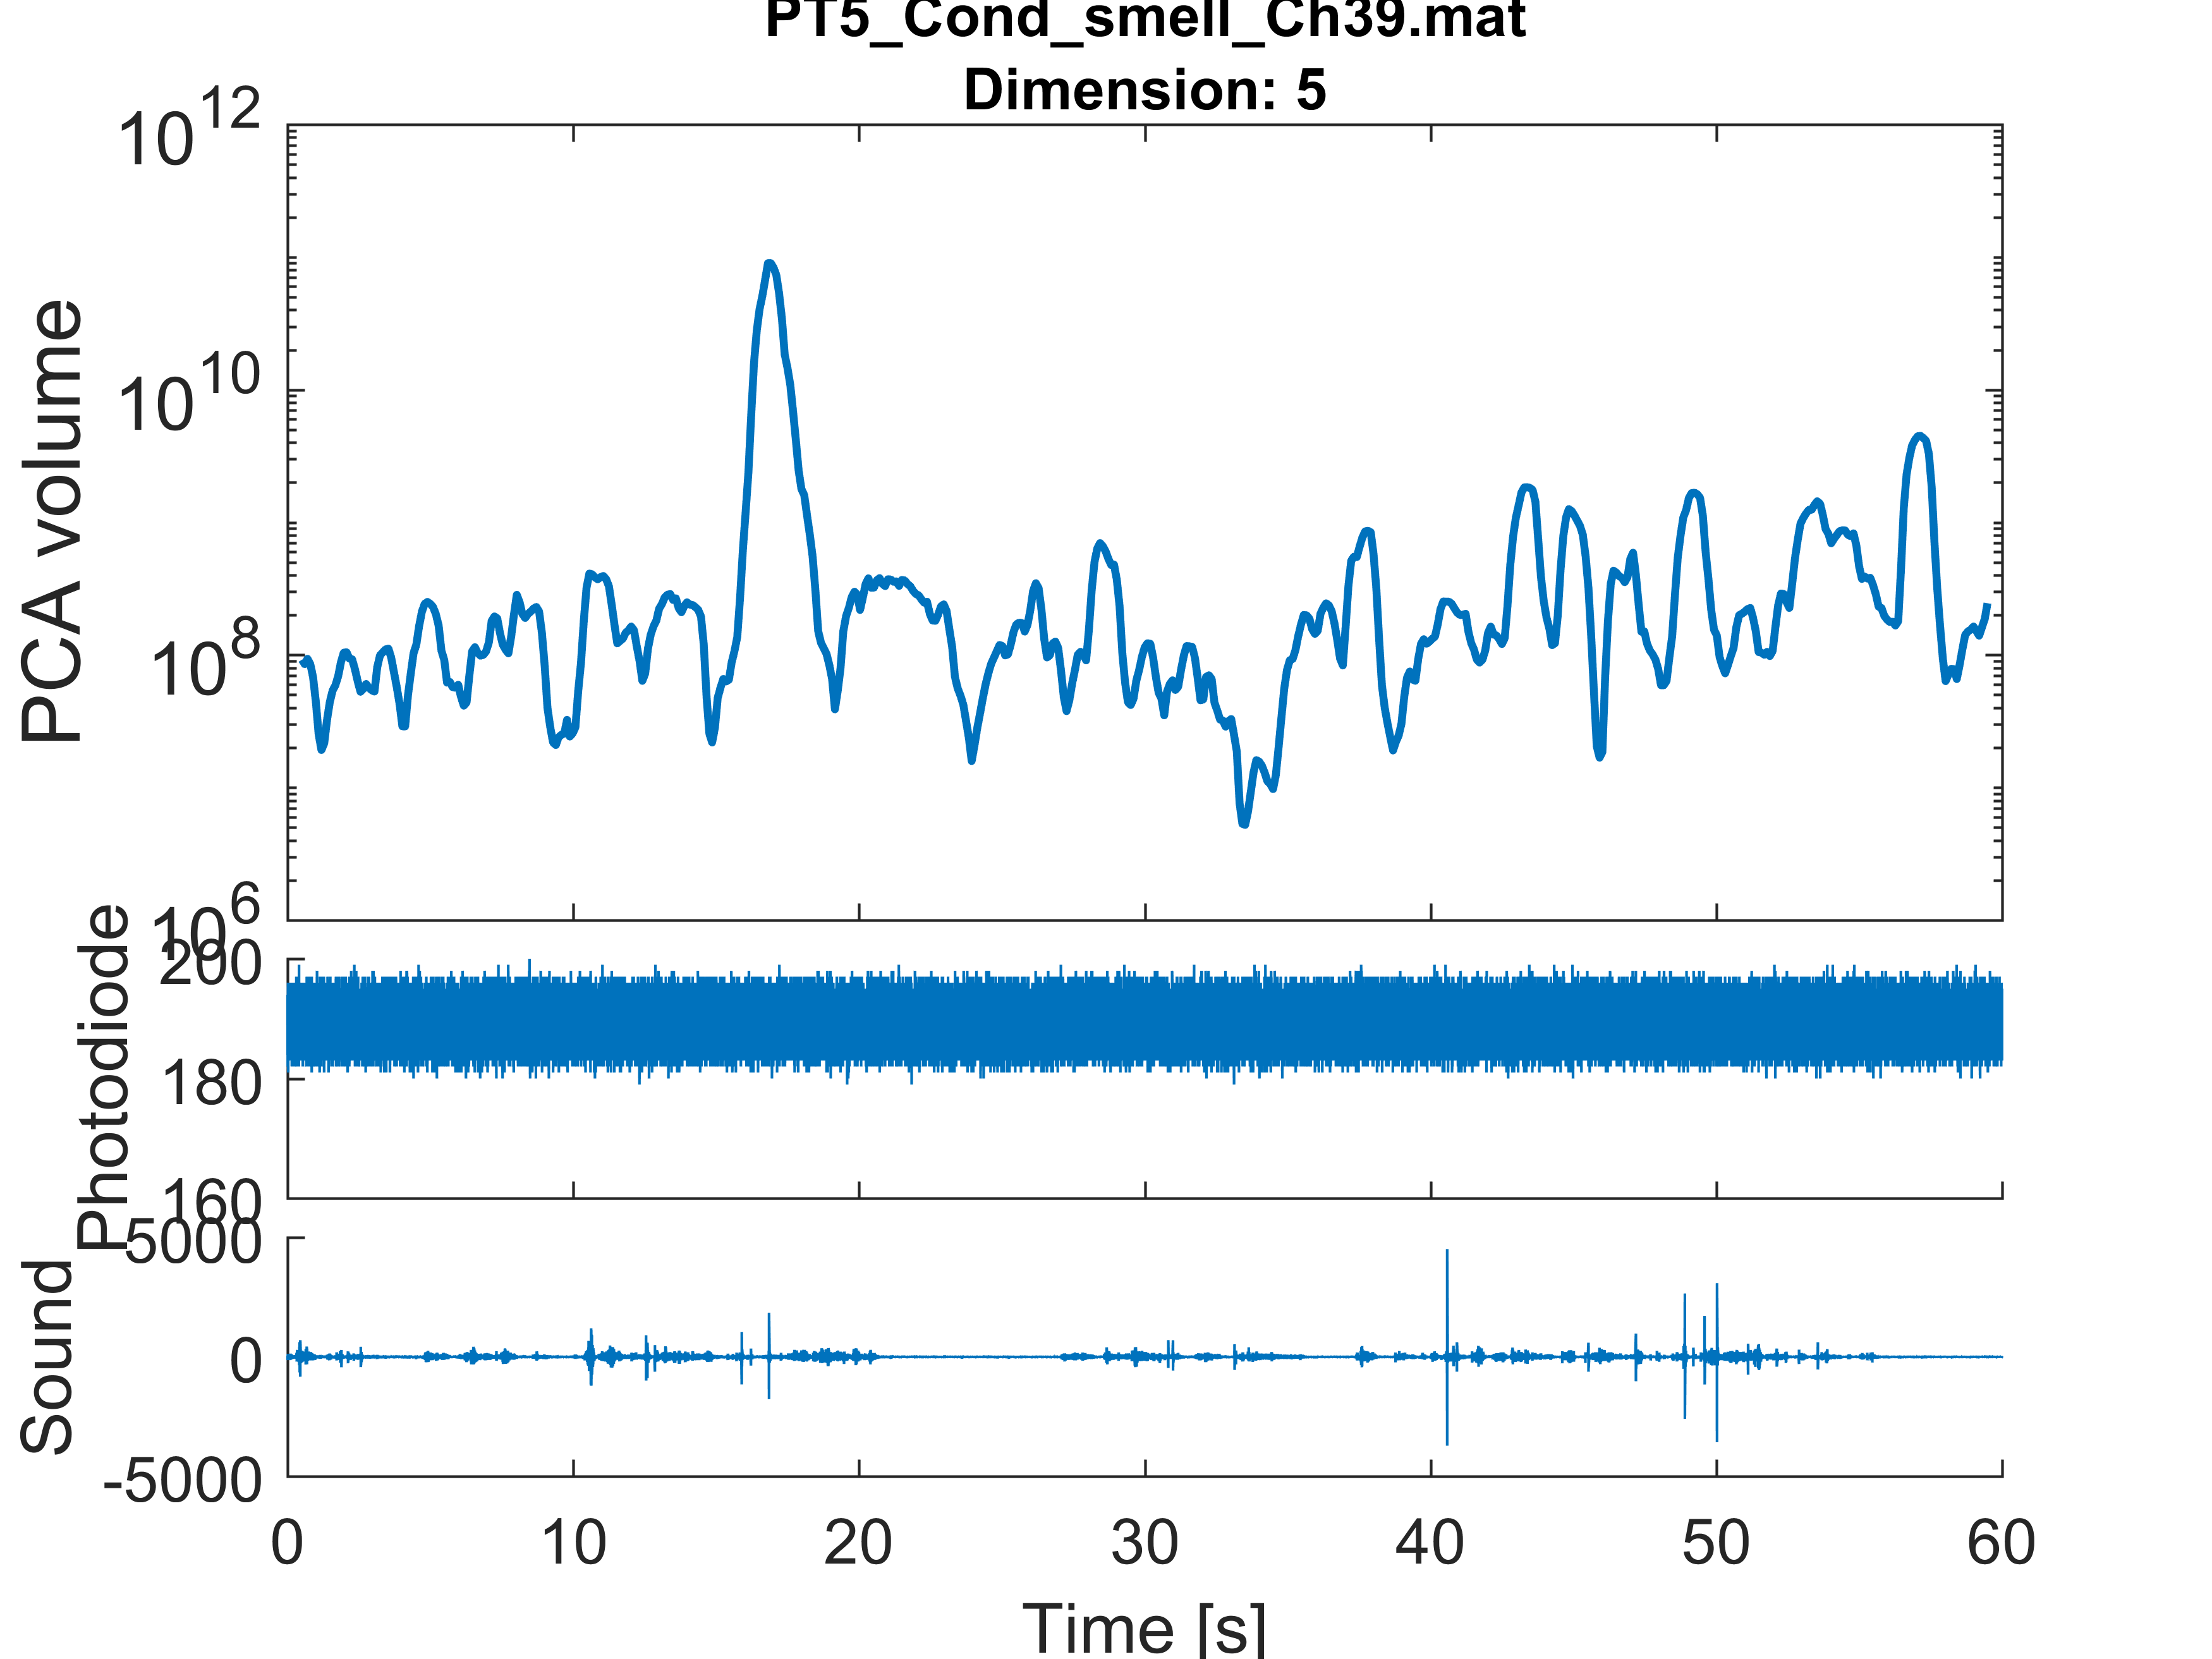 PT5_Cond_smell_Ch39.mat
Dimension: 5
10^12
10^10
10^8
10^6
PCA volume
200
180
160
Photodiode
5000
0
-5000
Sound
0 10 20 30 40 50 60
Time [s]